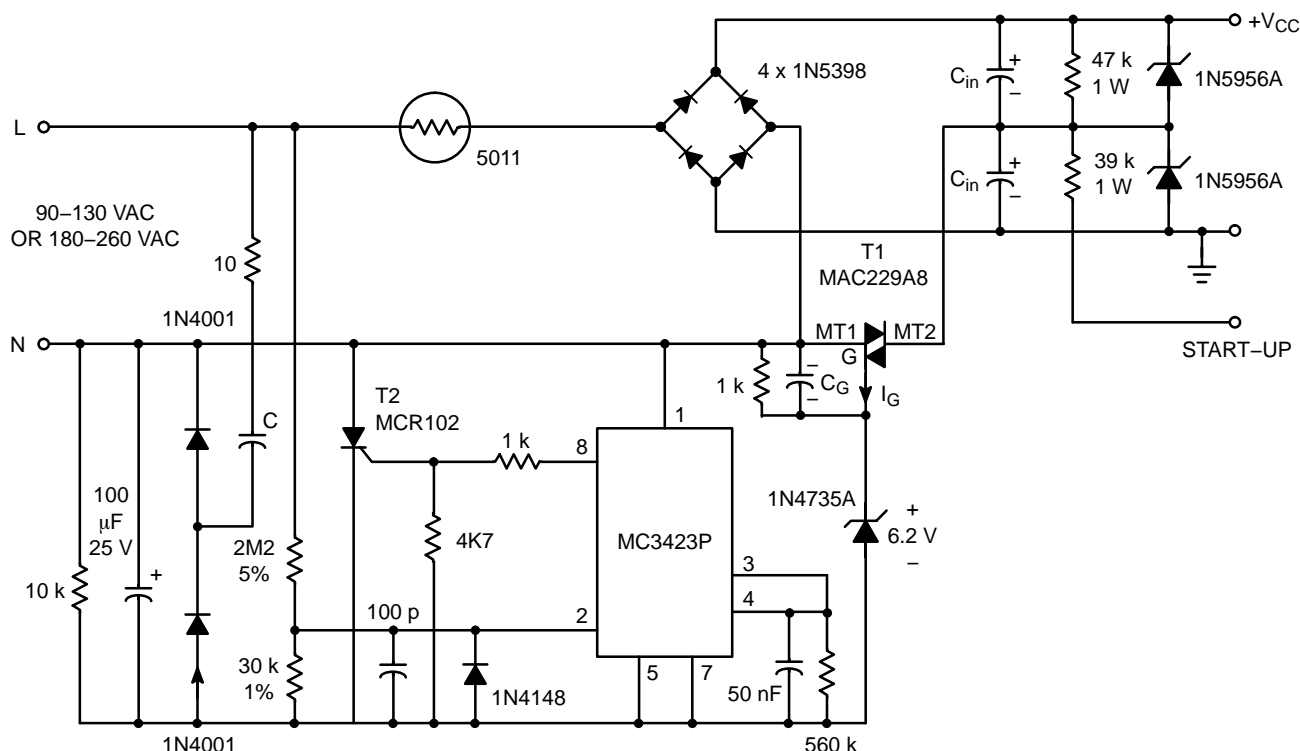 +VCC
4 x 1N5398
Cin
+
–
47 k
1 W
1N5956A
L
5011
Cin
+
–
39 k
1 W
1N5956A
90–130 VAC
OR 180–260 VAC
10
T1
MAC229A8
1N4001
N
MT1
MT2
G
START–UP
1 k
–
CG
–
IG
T2
MCR102
C
1
1 k
8
100
µF
25 V
1N4735A
+
6.2 V
–
4K7
MC3423P
2M2
5%
3
10 k
+
4
100 p
2
30 k
1%
1N4148
5
7
50 nF
1N4001
560 k